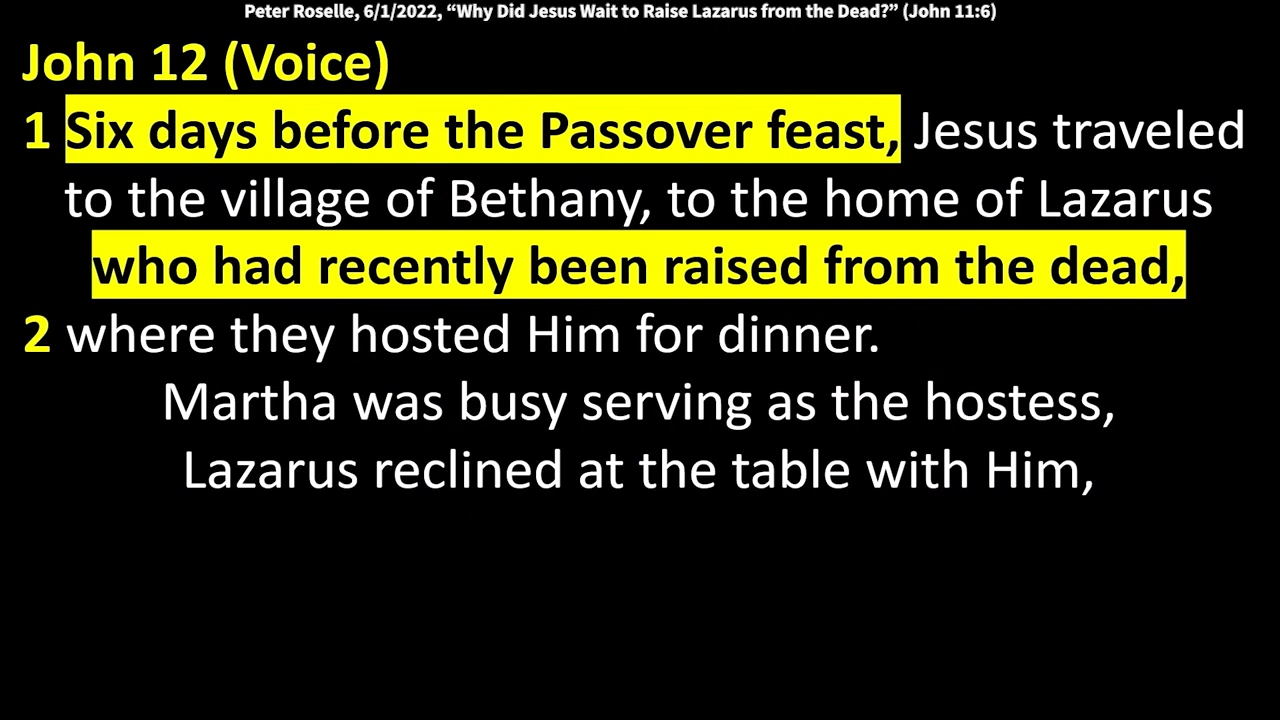 Peter Roselle, 6/1/2022, “Why Did Jesus Wait to Raise Lazarus from the Dead?” (John 11:6)
John 12 (Voice)
1 Six days before the Passover feast, Jesus traveled
to the village of Bethany, to the home of Lazarus
who had recently been raised from the dead,
2 where they hosted Him for dinner.
Martha was busy serving as the hostess,
Lazarus reclined at the table with Him,